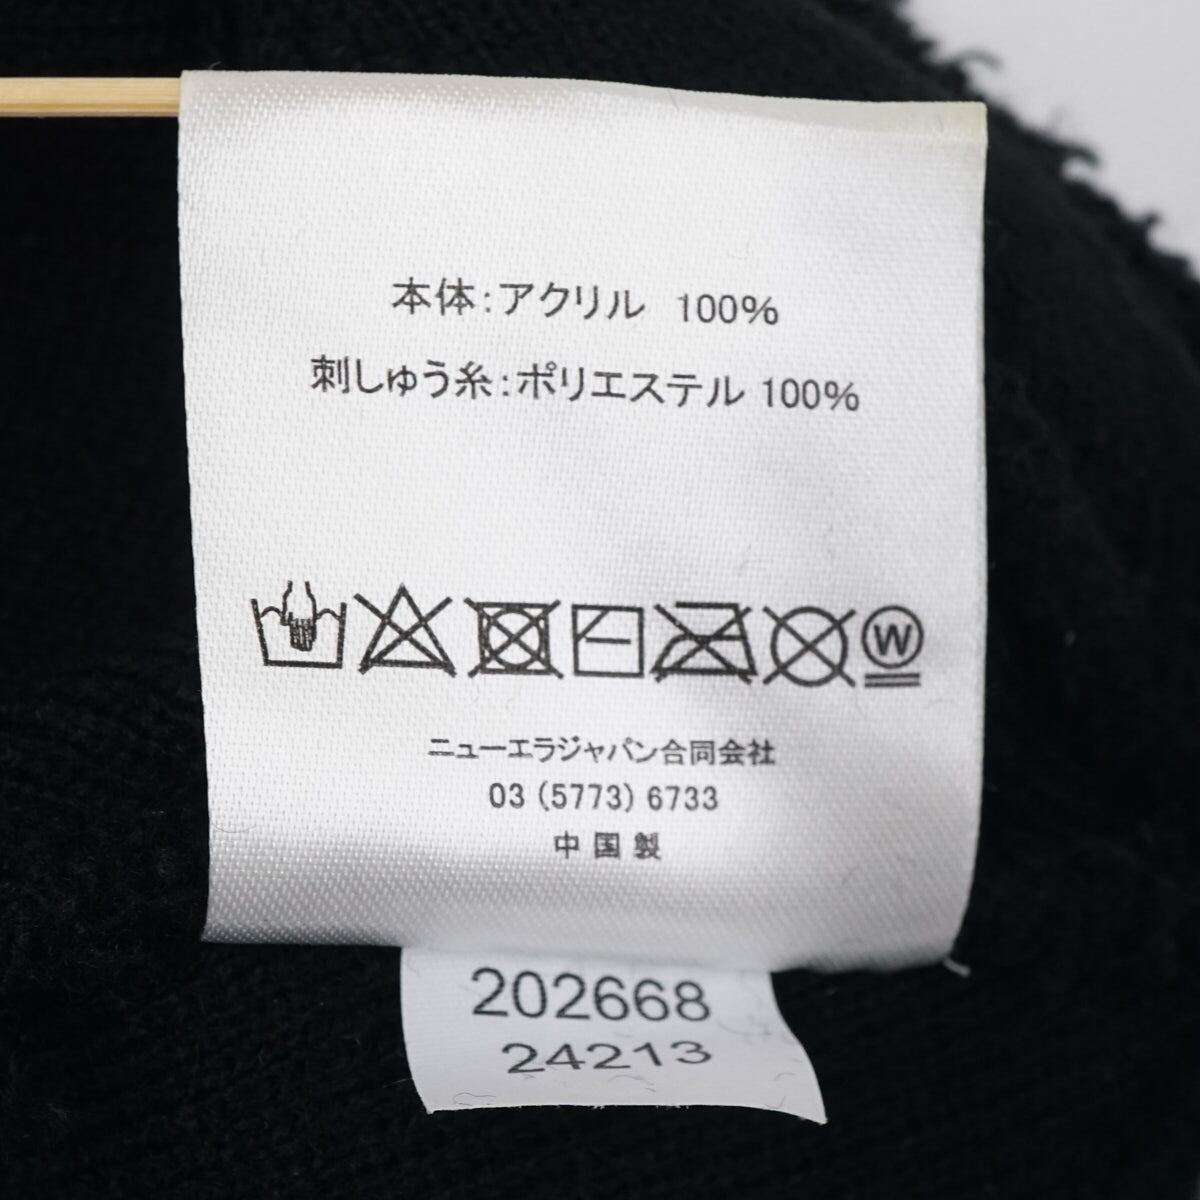 本体:アクリル 100%
刺しゅう糸:ポリエステル 100%
W
ニューエラジャパン合同会社
03 (5773) 6733
中国製
202668
24213